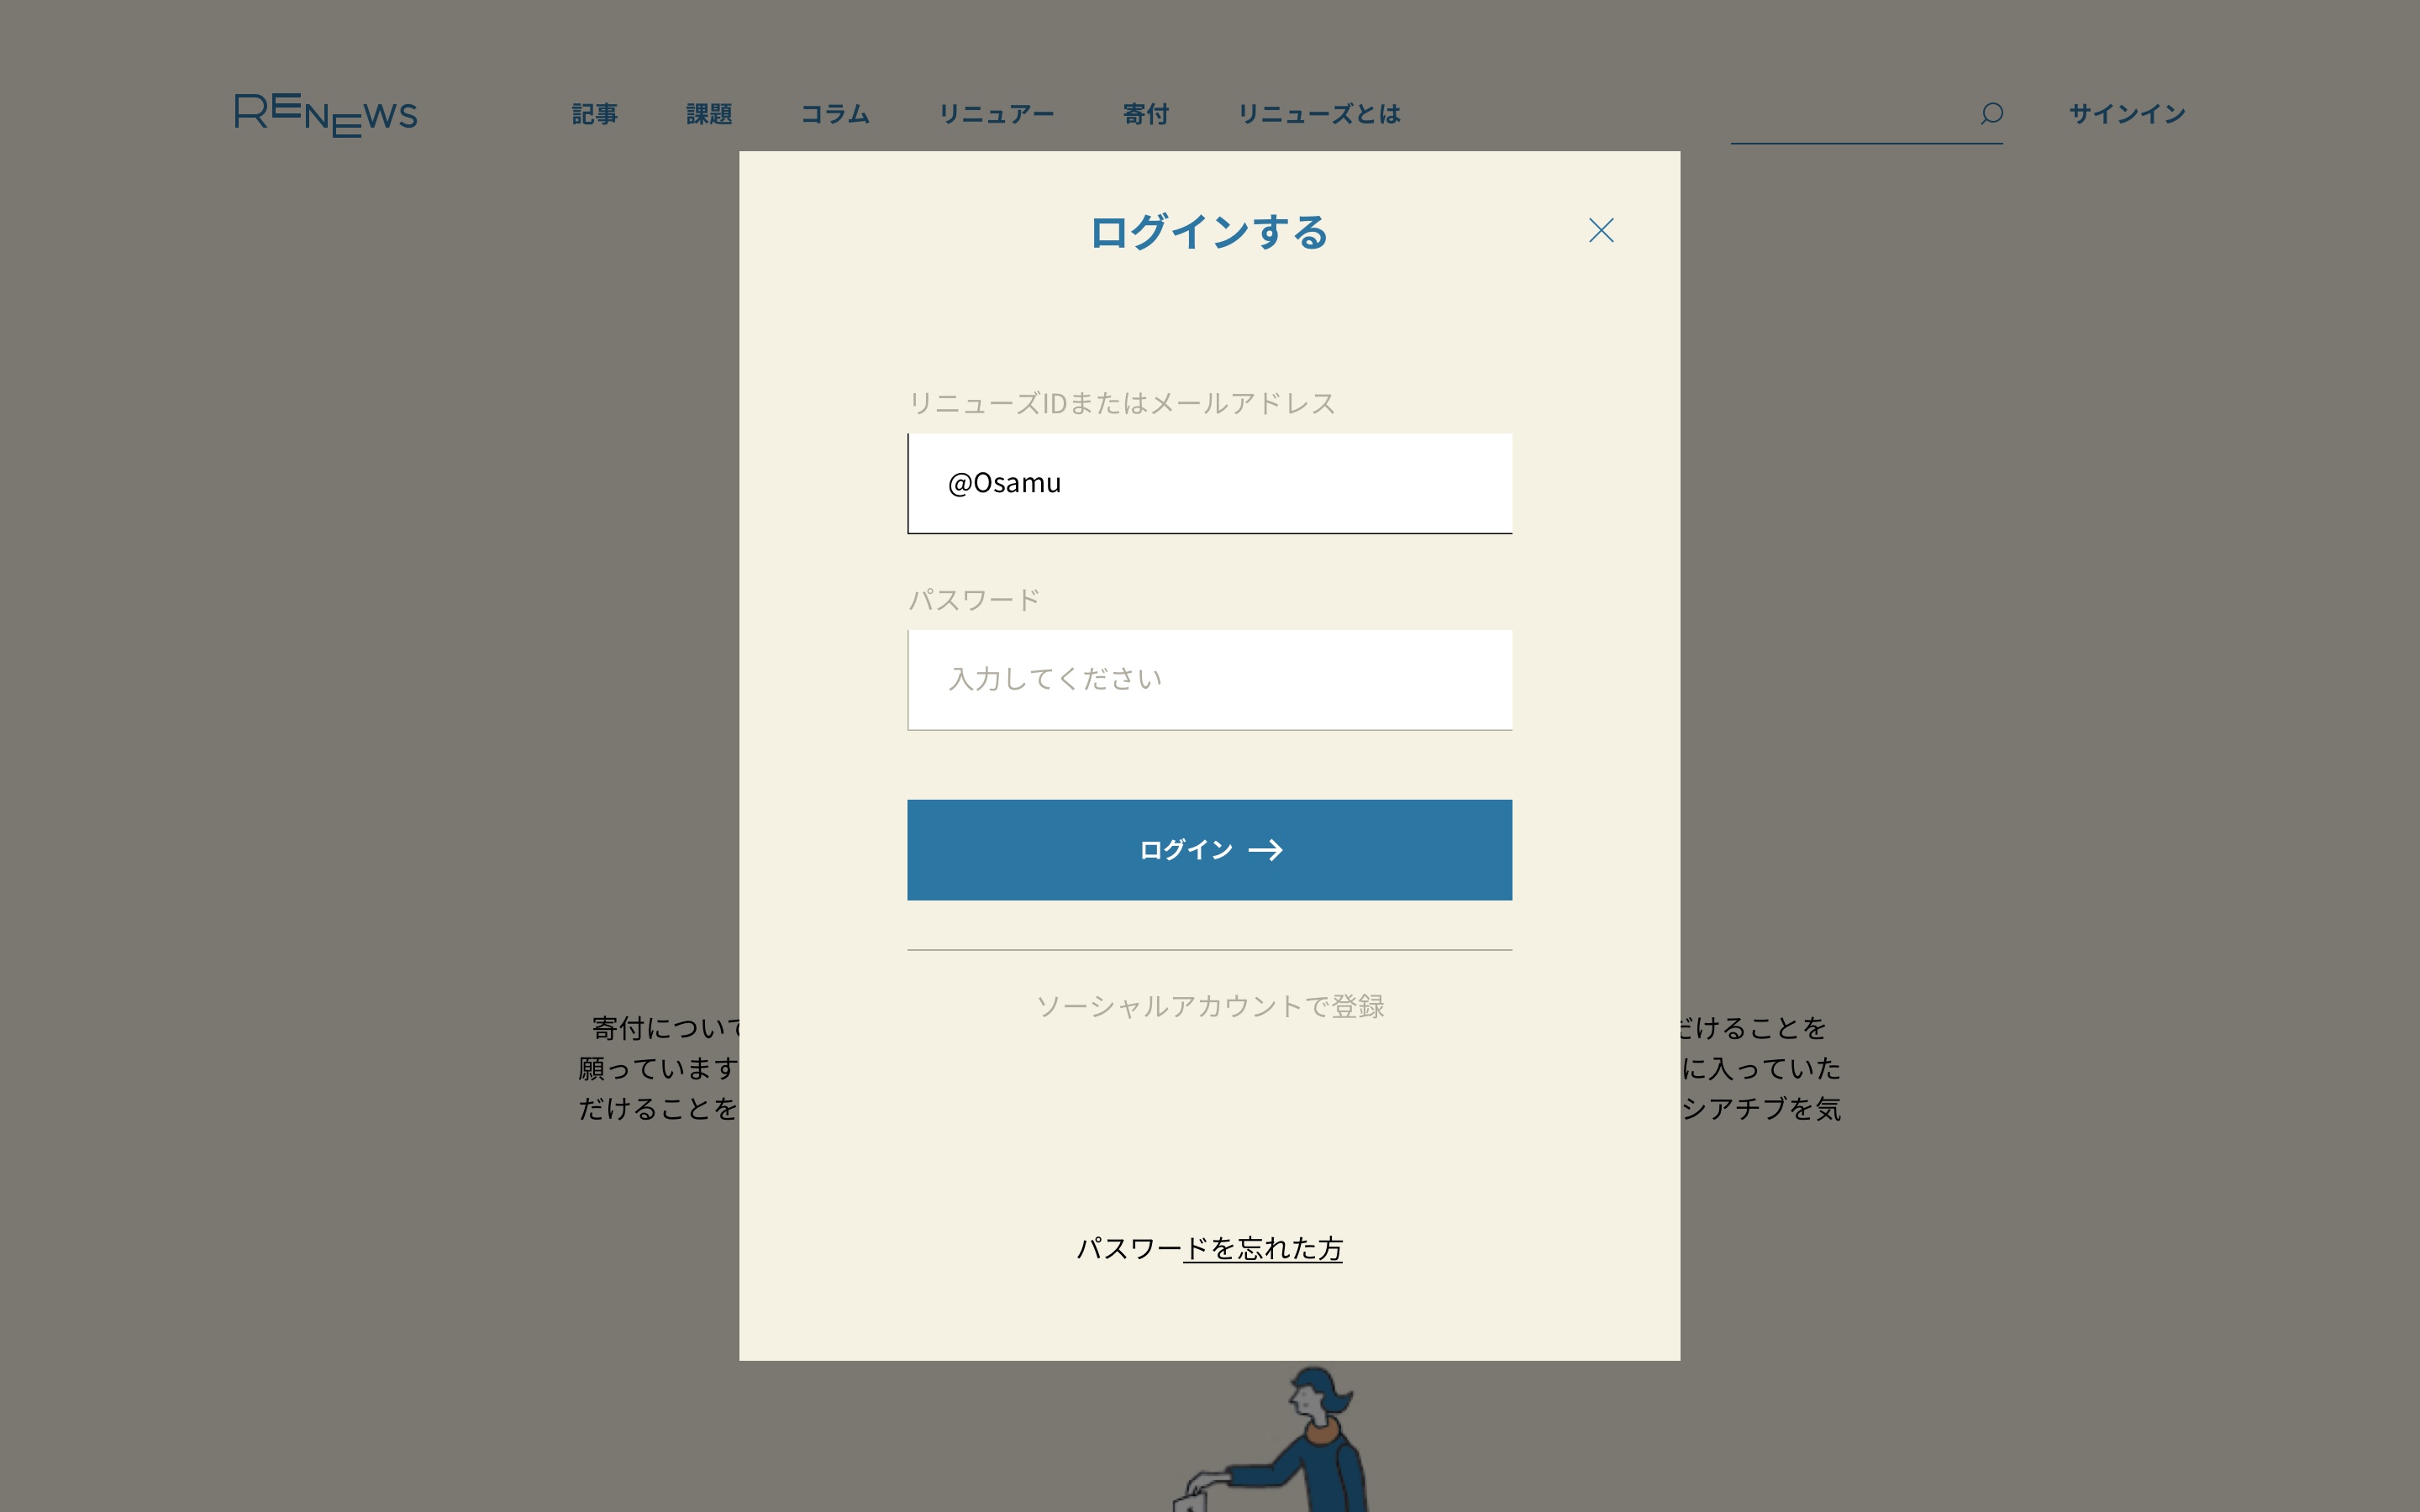 RENEWS 記事 課題 コラム リニュアー 寄付 リニューズとは サインイン
ログインする
リニューズIDまたはメールアドレス
@Osamu
パスワード
入力してください
ログイン
ソーシャルアカウントで登録
寄付について だけることを
願っています に入っていた
だけることを シアチブを気
パスワードを忘れた方